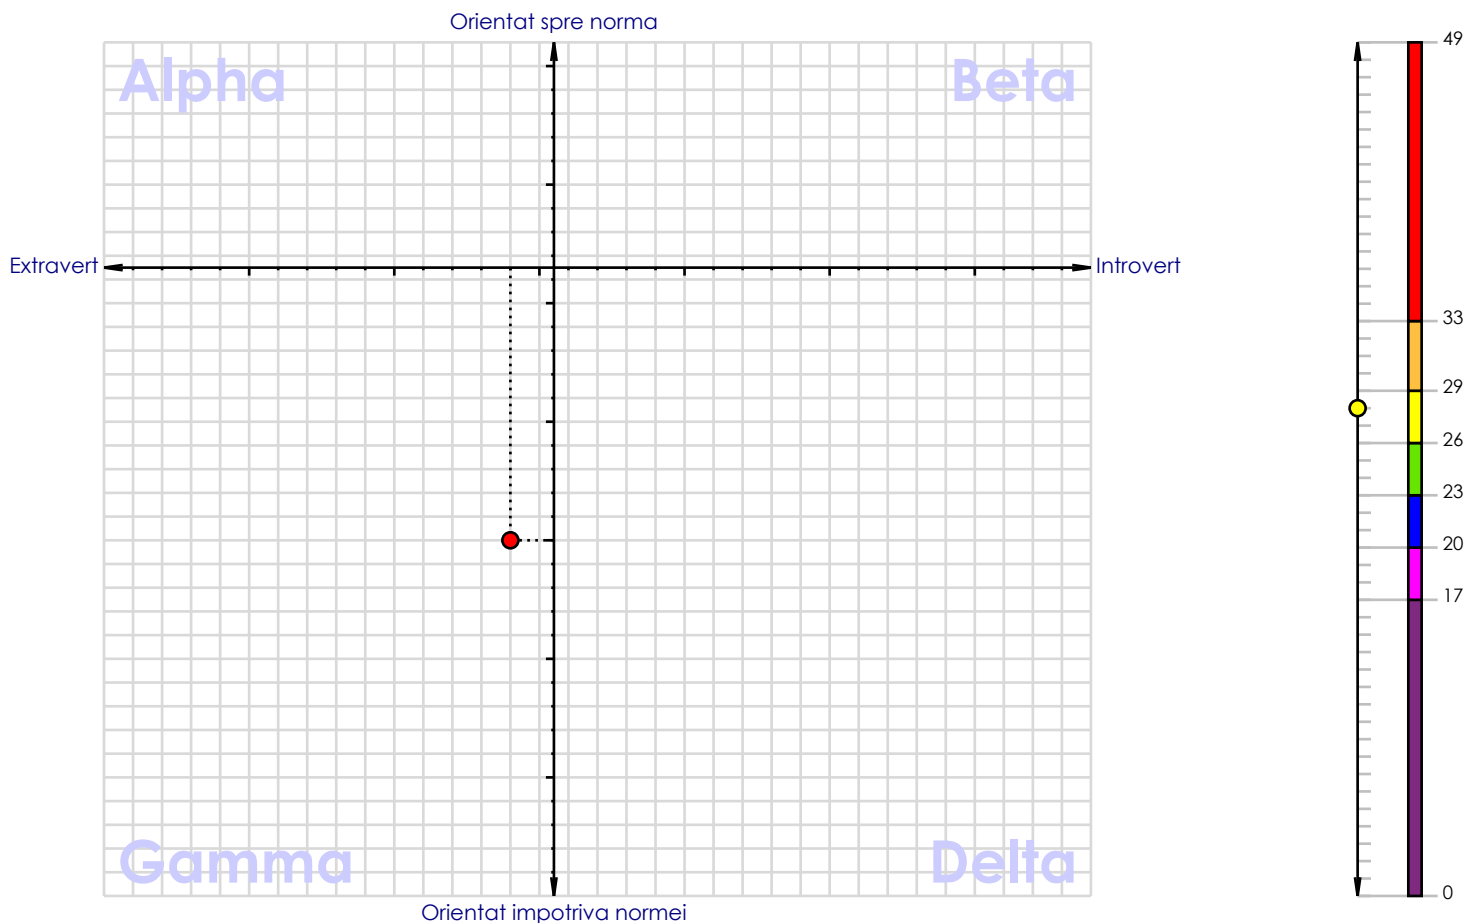 Orientat spre norma
Alpha
Beta
Extravert
Introvert
Gamma
Delta
Orientat impotriva normei
49
33
29
26
23
20
17
0